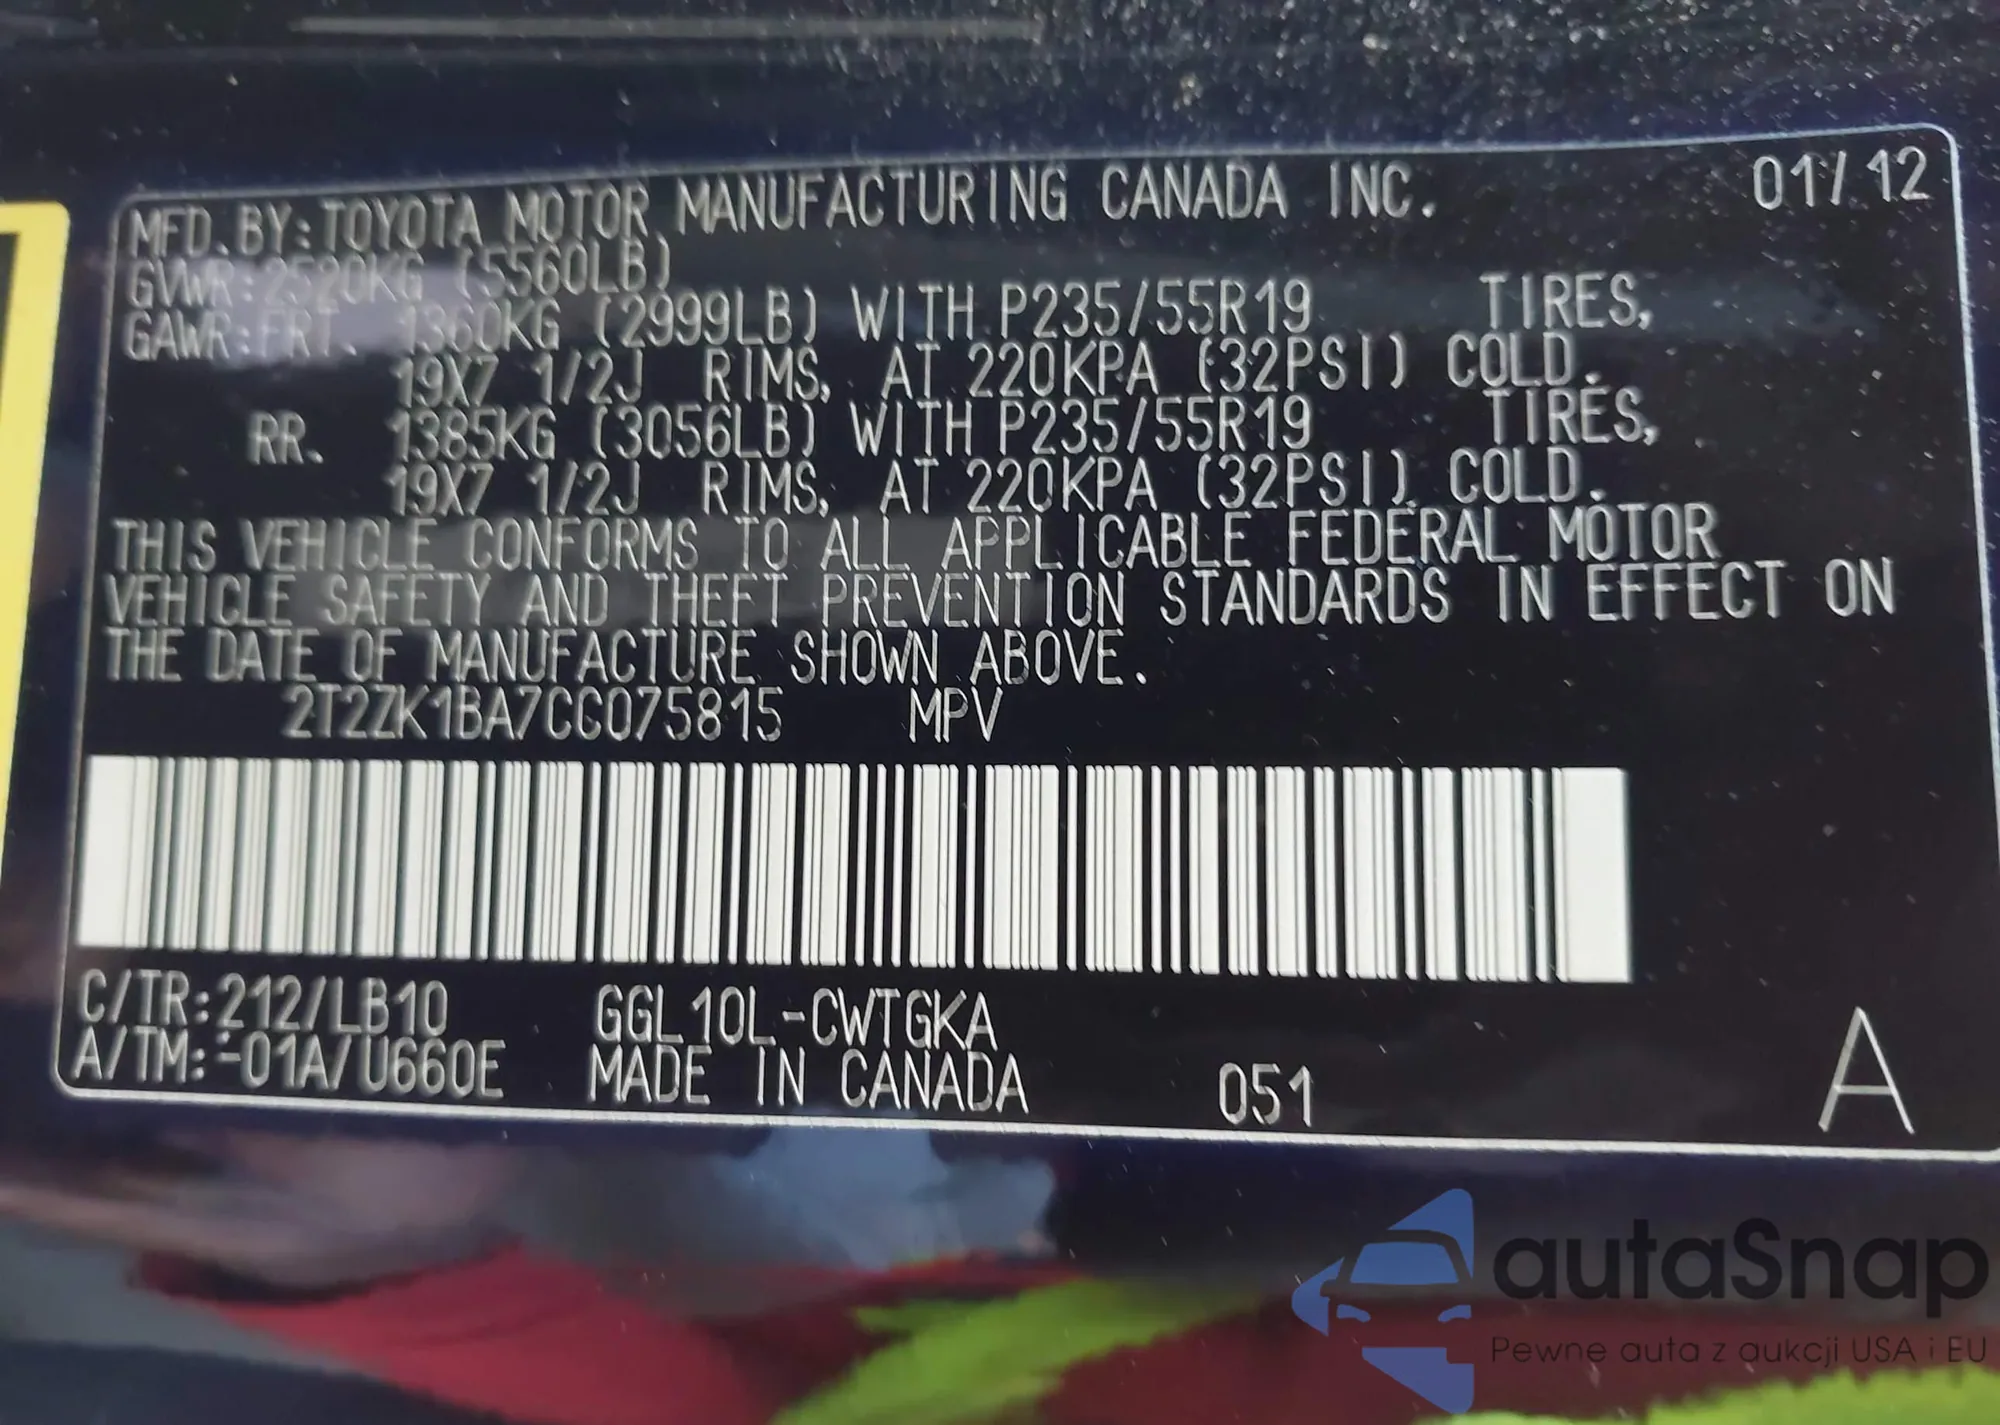 MFD. BY: TOYOTA MOTOR MANUFACTURING CANADA INC. 01/12
GVWR: 2520KG (5560LB)
GAWR: FRT. 1360KG (2999LB) WITH P235/55R19 TIRES,
19X7 1/2J RIMS, AT 220KPA (32PSI) COLD.
RR. 1385KG (3056LB) WITH P235/55R19 TIRES,
19X7 1/2J RIMS, AT 220KPA (32PSI) COLD.
THIS VEHICLE CONFORMS TO ALL APPLICABLE FEDERAL MOTOR
VEHICLE SAFETY AND THEFT PREVENTION STANDARDS IN EFFECT ON
THE DATE OF MANUFACTURE SHOWN ABOVE.
2T2ZK1BA7CC075815 MPV
C/TR: 212/LB10 GGL10L-CWTGKA
A/TM: -01A/U660E MADE IN CANADA 051 A
autaSnap
Pewne auta z aukcji USA i EU